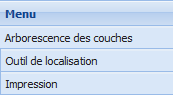 Menu
Arborescence des couches
Outil de localisation
Impression